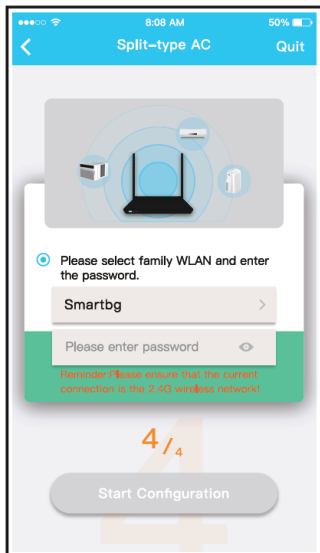 8:08 AM
50%
Split-type AC
Quit
Please select family WLAN and enter
the password.
Smartbg
Please enter password
Reminder:Please ensure that the current
connection is the 2.4G wireless network!
4/4
Start Configuration
4